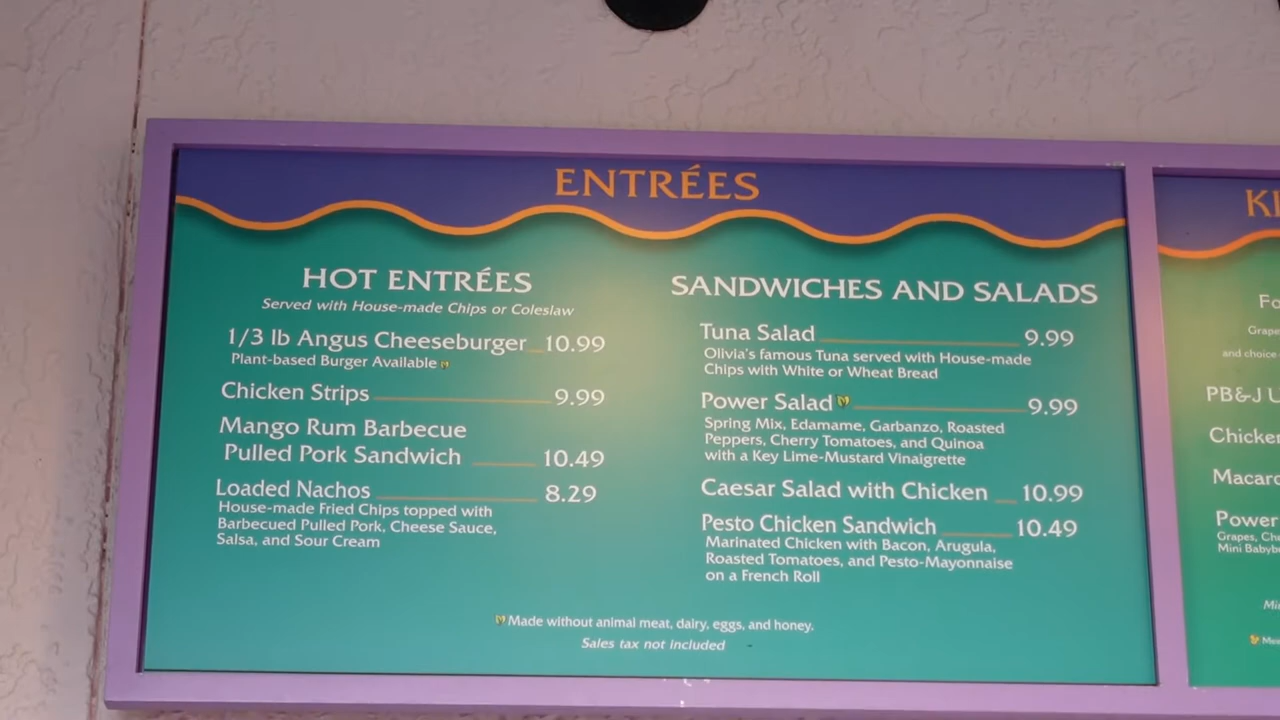 ENTRÉES
HOT ENTRÉES
Served with House-made Chips or Coleslaw
1/3 lb Angus Cheeseburger 10.99
Plant-based Burger Available
Chicken Strips 9.99
Mango Rum Barbecue
Pulled Pork Sandwich 10.49
Loaded Nachos 8.29
House-made Fried Chips topped with
Barbecued Pulled Pork, Cheese Sauce,
Salsa, and Sour Cream
SANDWICHES AND SALADS
Tuna Salad 9.99
Olivia's famous Tuna served with House-made
Chips with White or Wheat Bread
Power Salad 9.99
Spring Mix, Edamame, Garbanzo, Roasted
Peppers, Cherry Tomatoes, and Quinoa
with a Key Lime-Mustard Vinaigrette
Caesar Salad with Chicken 10.99
Pesto Chicken Sandwich 10.49
Marinated Chicken with Bacon, Arugula,
Roasted Tomatoes, and Pesto-Mayonnaise
on a French Roll
Made without animal meat, dairy, eggs, and honey.
Sales tax not included
and choice
PB&J
Power
Grapes,
Mini